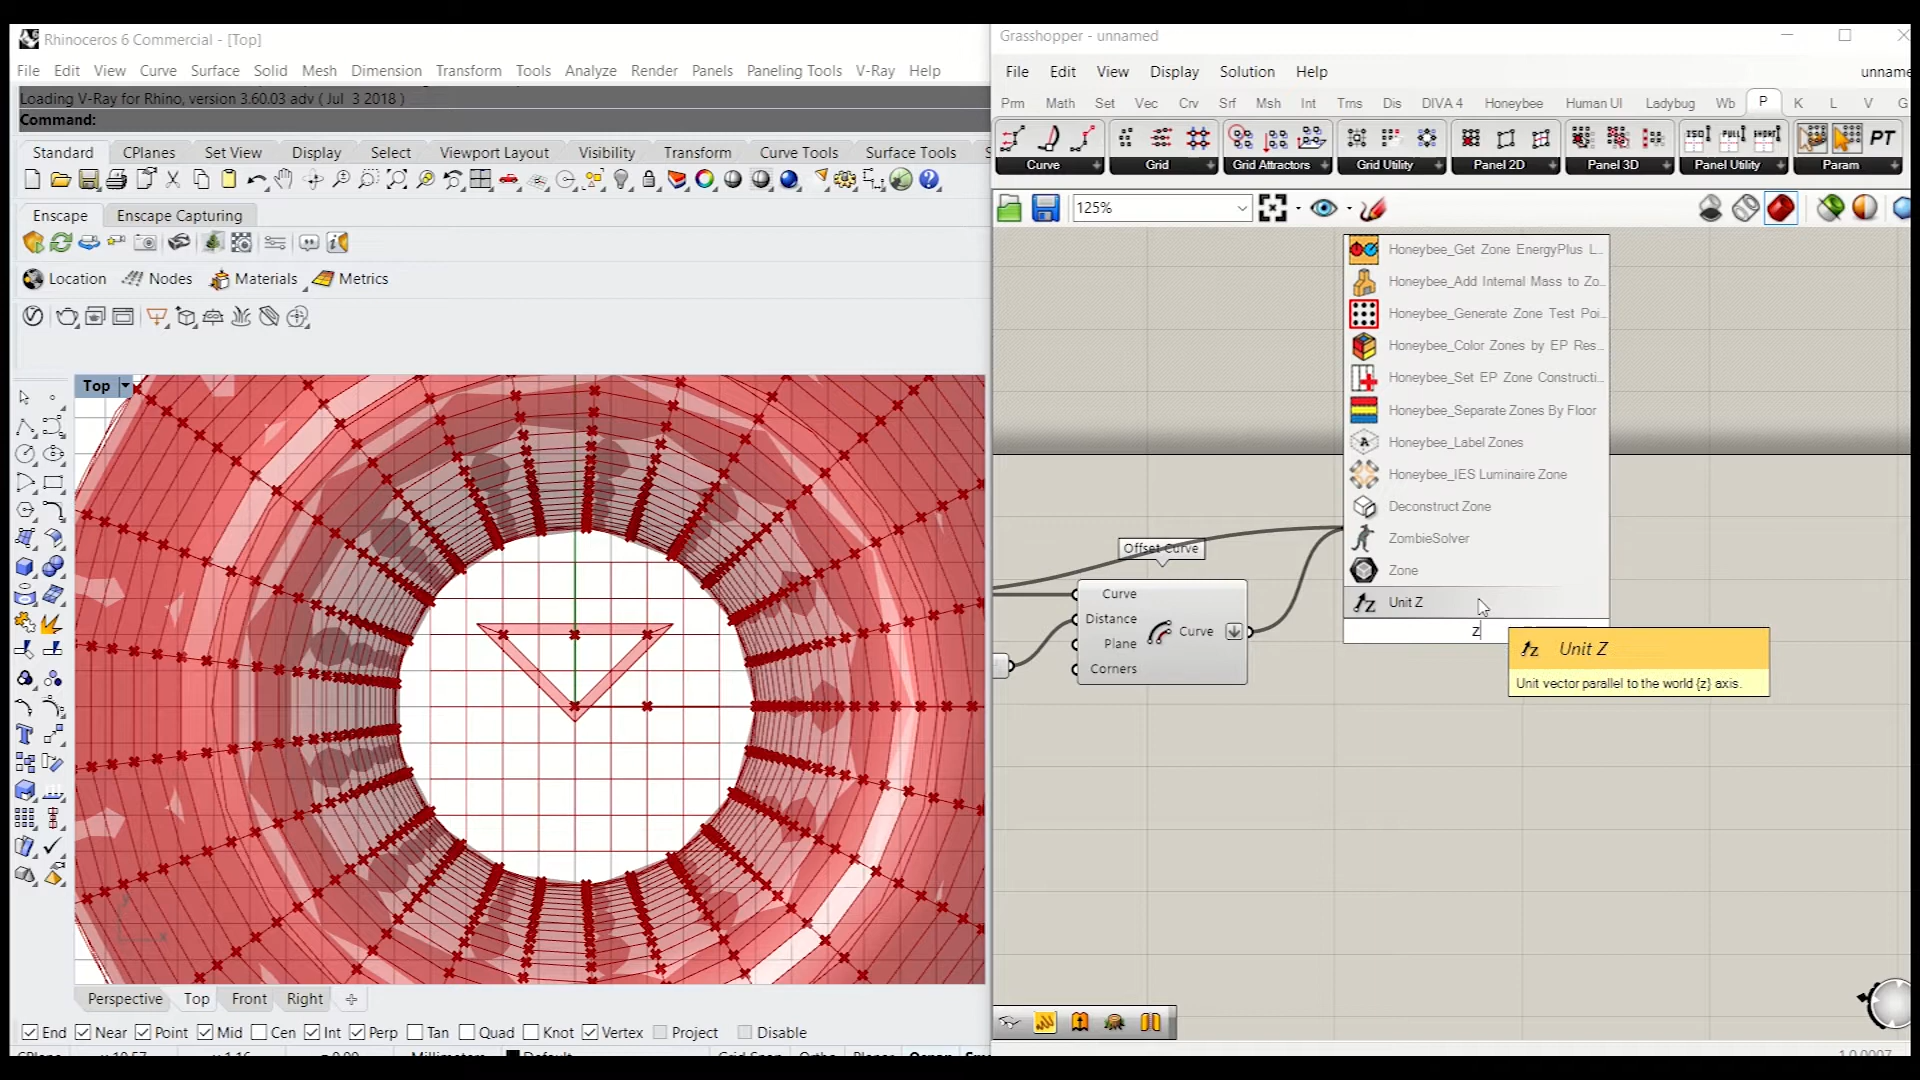 Rhinoceros 6 Commercial - [Top]
File Edit View Curve Surface Solid Mesh Dimension Transform Tools Analyze Render Panels Paneling Tools V-Ray Help
Loading V-Ray for Rhino, version 3.60.03 adv ( Jul 3 2018 )
Command:
Standard CPlanes Set View Display Select Viewport Layout Visibility Transform Curve Tools Surface Tools S
Enscape Enscape Capturing
Location Nodes Materials Metrics
Top
y
x
Perspective Top Front Right
End Near Point Mid Cen Int Perp Tan Quad Knot Vertex Project Disable
Grasshopper - unnamed
File Edit View Display Solution Help unname
Prm Math Set Vec Crv Srf Msh Int Trns Dis DIVA 4 Honeybee Human UI Ladybug Wb P K L V G
PT
Curve Grid Grid Attractors Grid Utility Panel 2D Panel 3D Panel Utility Param
125%
Honeybee_Get Zone EnergyPlus L...
Honeybee_Add Internal Mass to Zo...
Honeybee_Generate Zone Test Poi...
Honeybee_Color Zones by EP Res...
Honeybee_Set EP Zone Constructi...
Honeybee_Separate Zones By Floor
Honeybee_Label Zones
Honeybee_IES Luminaire Zone
Deconstruct Zone
ZombieSolver
Zone
Unit Z
z
Offset Curve
Curve
Distance
Plane
Corners
Curve
Unit Z
Unit vector parallel to the world {z} axis.